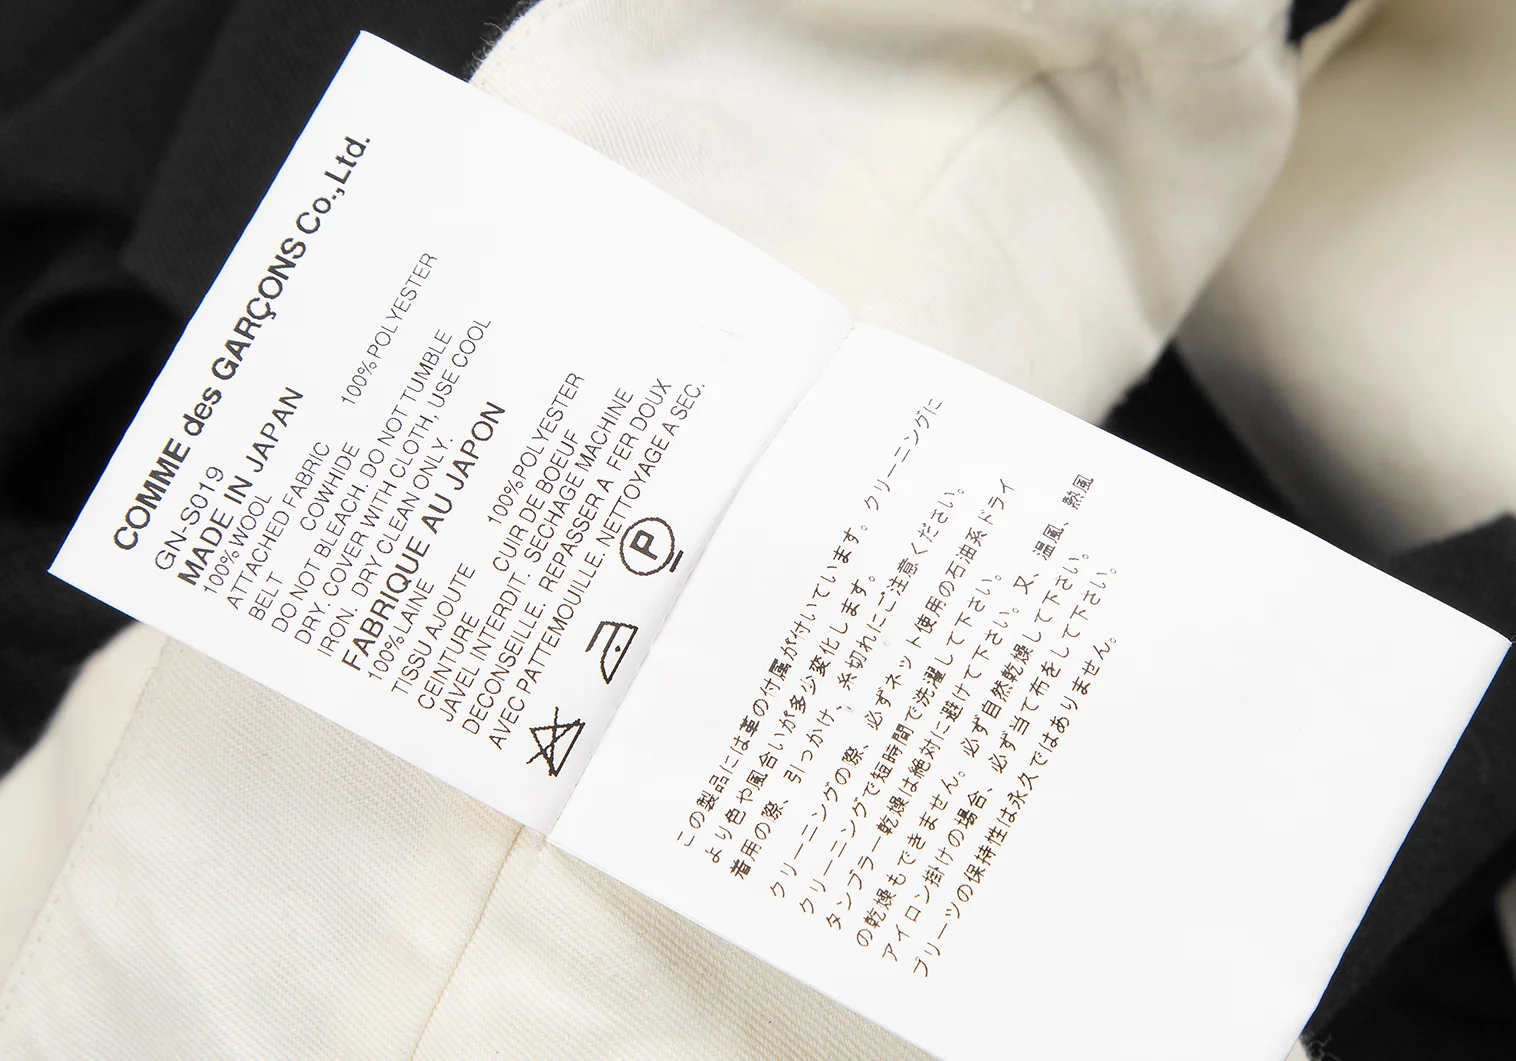 COMME des GARÇONS Co.,Ltd.
GN-S019
MADE IN JAPAN
100% WOOL
ATTACHED FABRIC 100% POLYESTER
BELT COWHIDE
DO NOT BLEACH. DO NOT TUMBLE
DRY. COVER WITH CLOTH, USE COOL
IRON. DRY CLEAN ONLY.
FABRIQUE AU JAPON
100% LAINE
TISSU AJOUTE 100%POLYESTER
CEINTURE CUIR DE BOEUF
JAVEL INTERDIT. SECHAGE MACHINE
DECONSEILLE. REPASSER A FER DOUX
AVEC PATTEMOUILLE. NETTOYAGE A SEC.
P
この製品には革の付属が付いています。クリーニングに
より色や風合いが多少変化します。
着用の際、引っかけ、糸切れにご注意ください。
クリーニングの際、必ずネット使用の石油系ドライ
クリーニングで短時間で洗濯して下さい。
タンブラー乾燥は絶対に避けて下さい。又、温風、熱風
の乾燥もできません。必ず自然乾燥して下さい。
アイロン掛けの場合、必ず当て布をして下さい。
プリーツの保持性は永久ではありません。